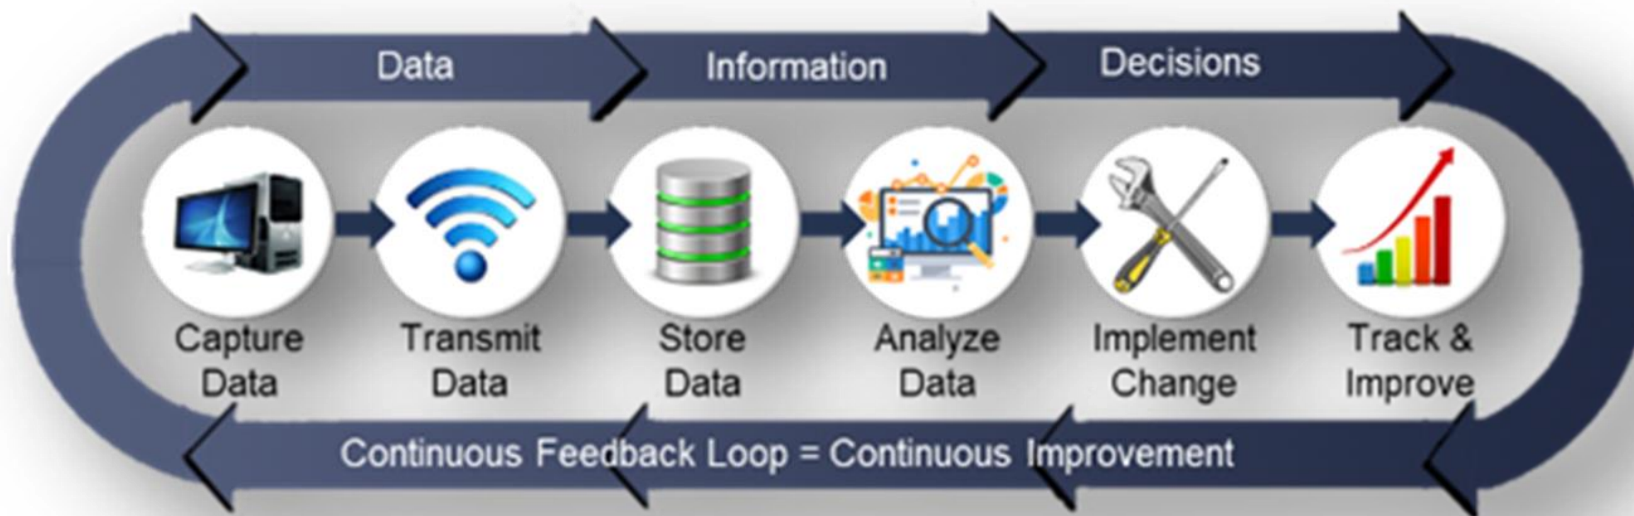 Data
Information
Decisions
Capture
Data
Transmit
Data
Store
Data
Analyze
Data
Implement
Change
Track &
Improve
Continuous Feedback Loop = Continuous Improvement